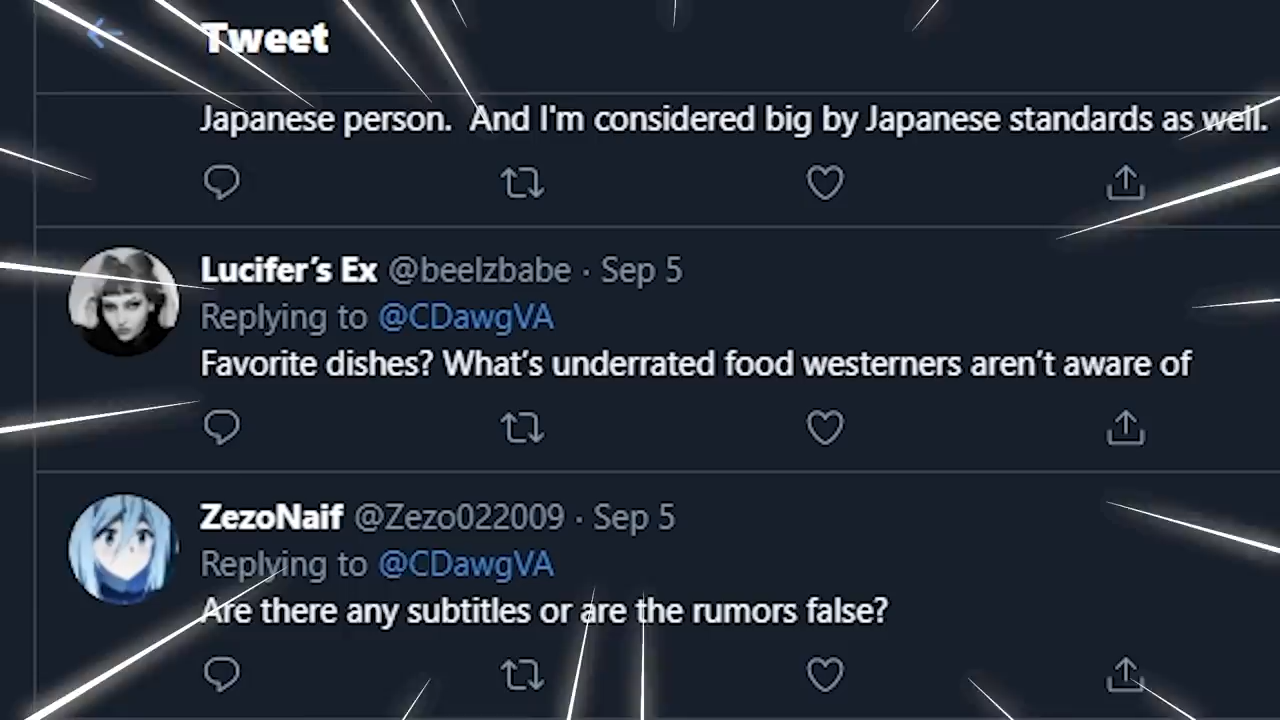 Tweet
Japanese person.  And I'm considered big by Japanese standards as well.
Lucifer’s Ex @beelzbabe · Sep 5
Replying to @CDawgVA
Favorite dishes? What’s underrated food westerners aren’t aware of
ZezoNaif @Zezo022009 · Sep 5
Replying to @CDawgVA
Are there any subtitles or are the rumors false?